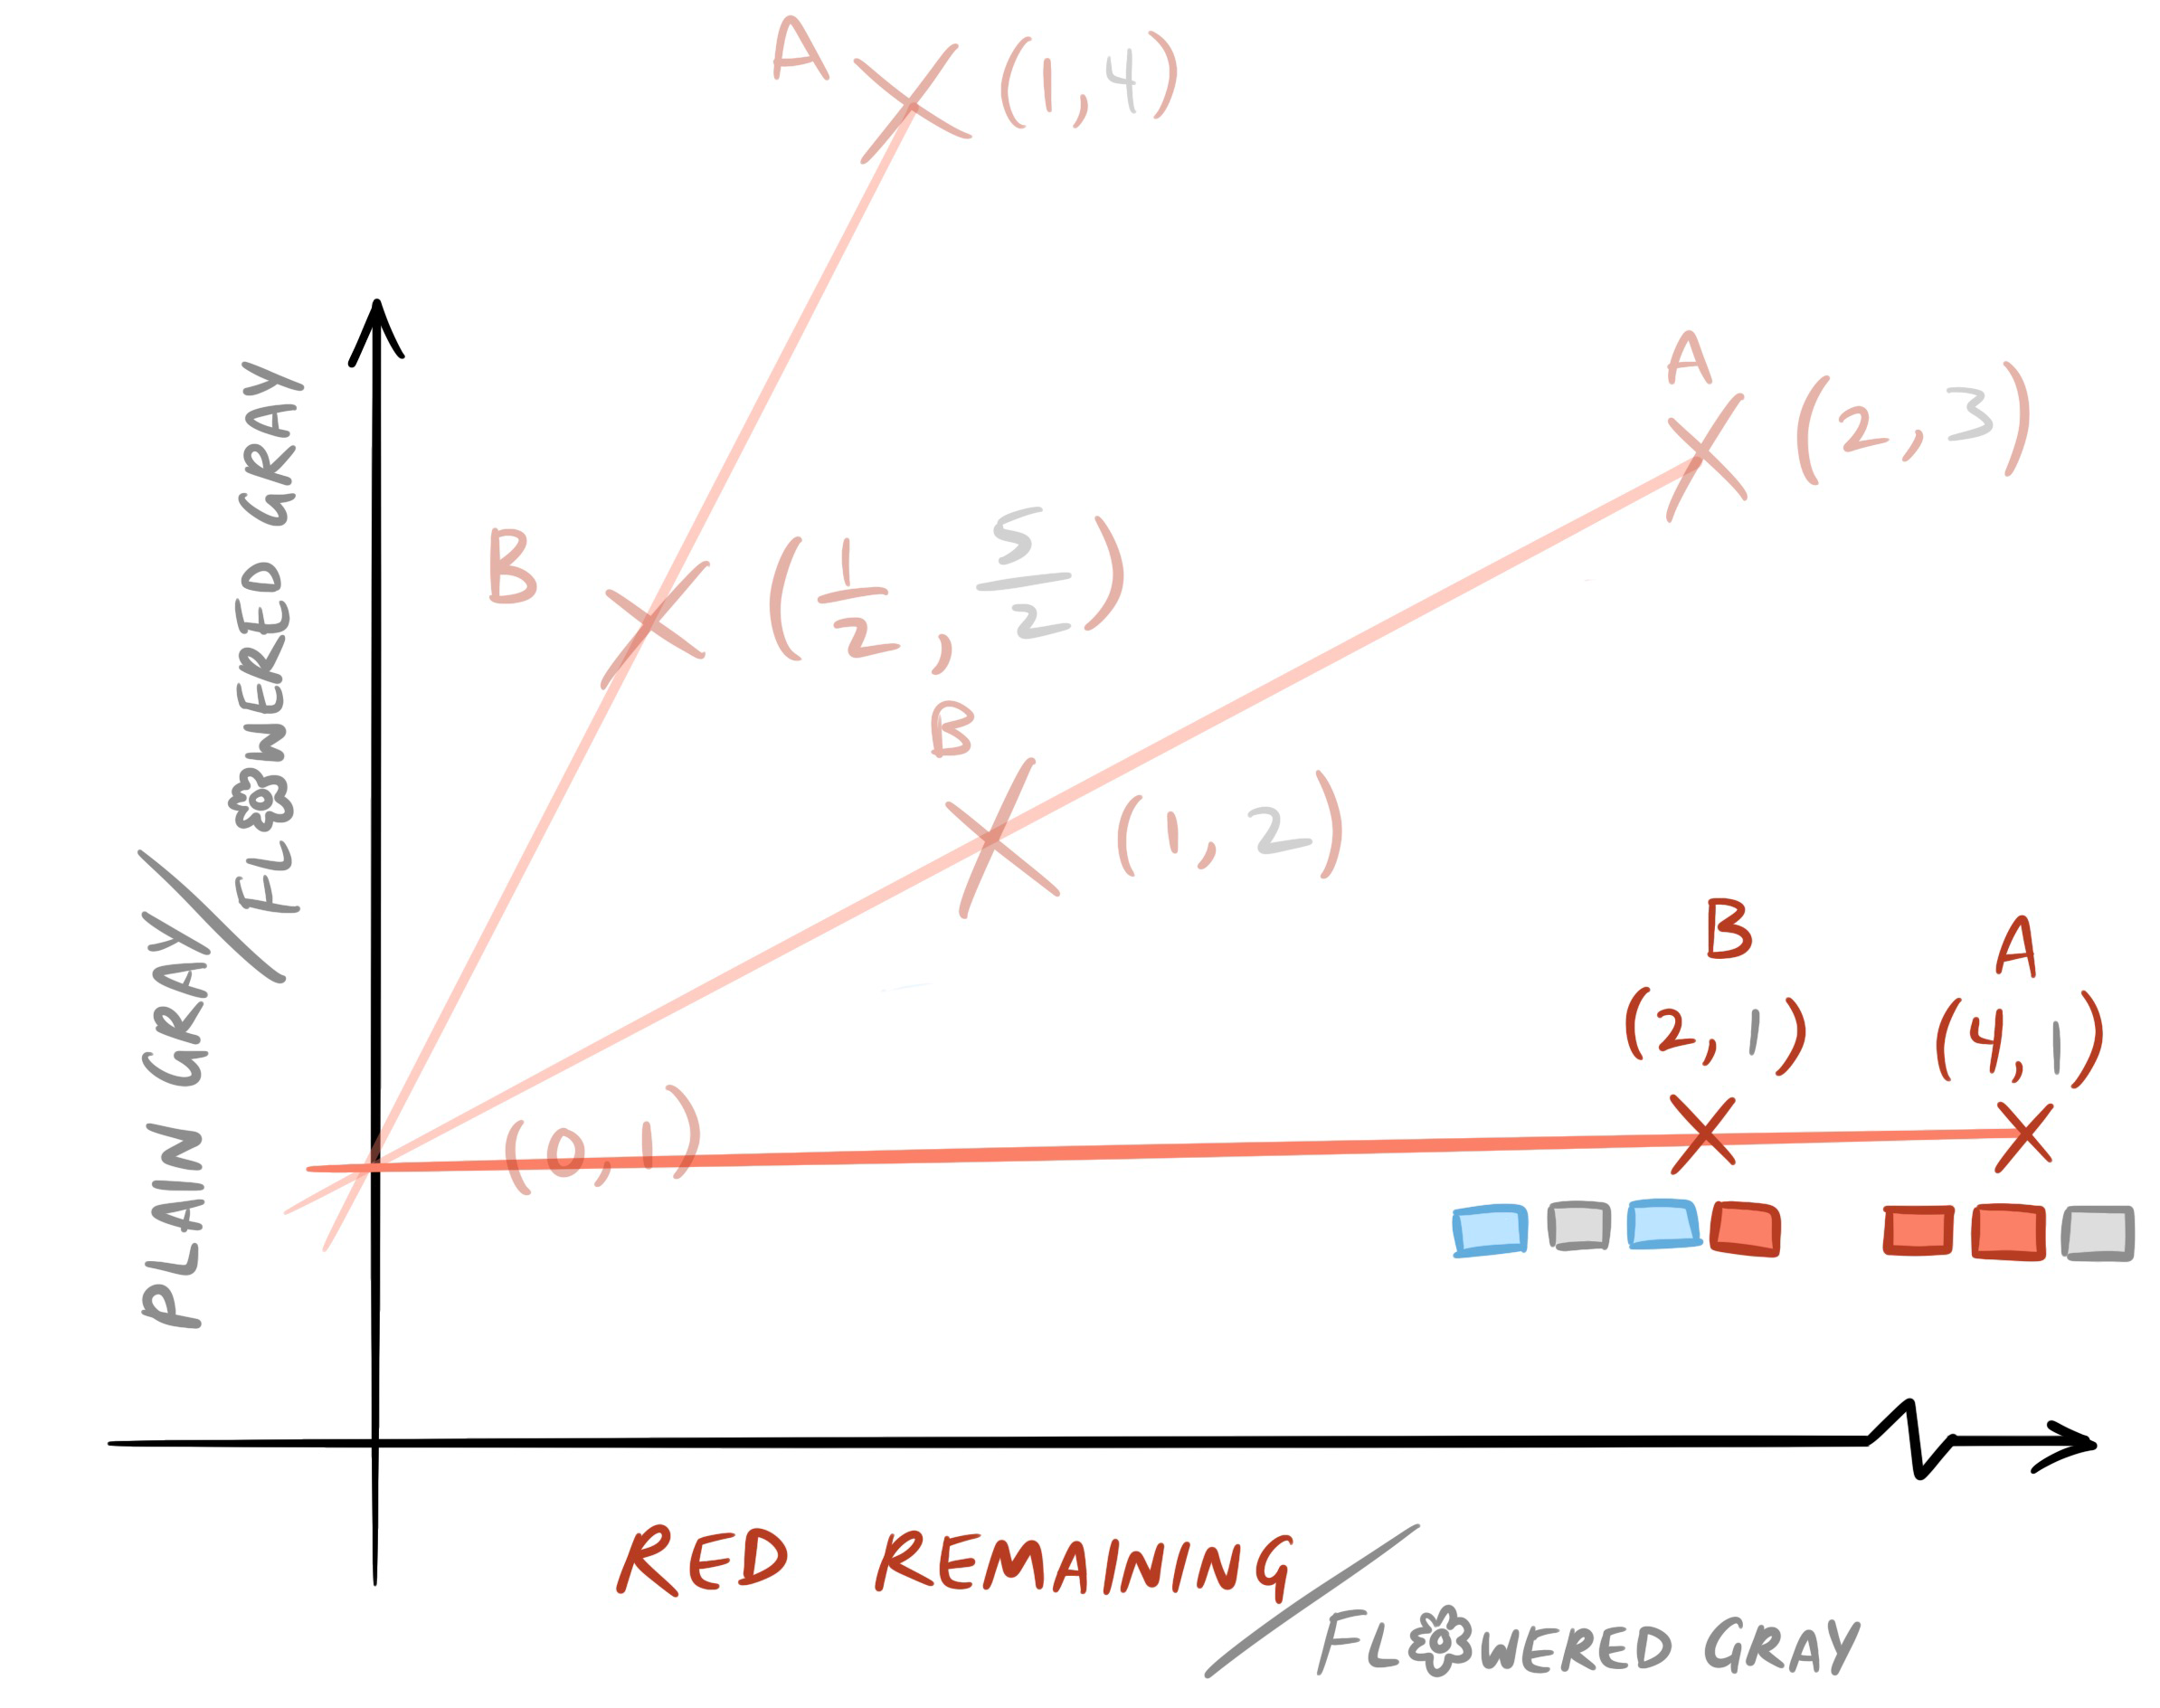 A (1, 4)
A
(2, 3)
B (1/2, 5/2)
B
(1, 2)
B
(2, 1)
A
(4, 1)
(0, 1)
PLAIN GRAY/
FLOWERED GRAY
RED REMAINING/
FLOWERED GRAY